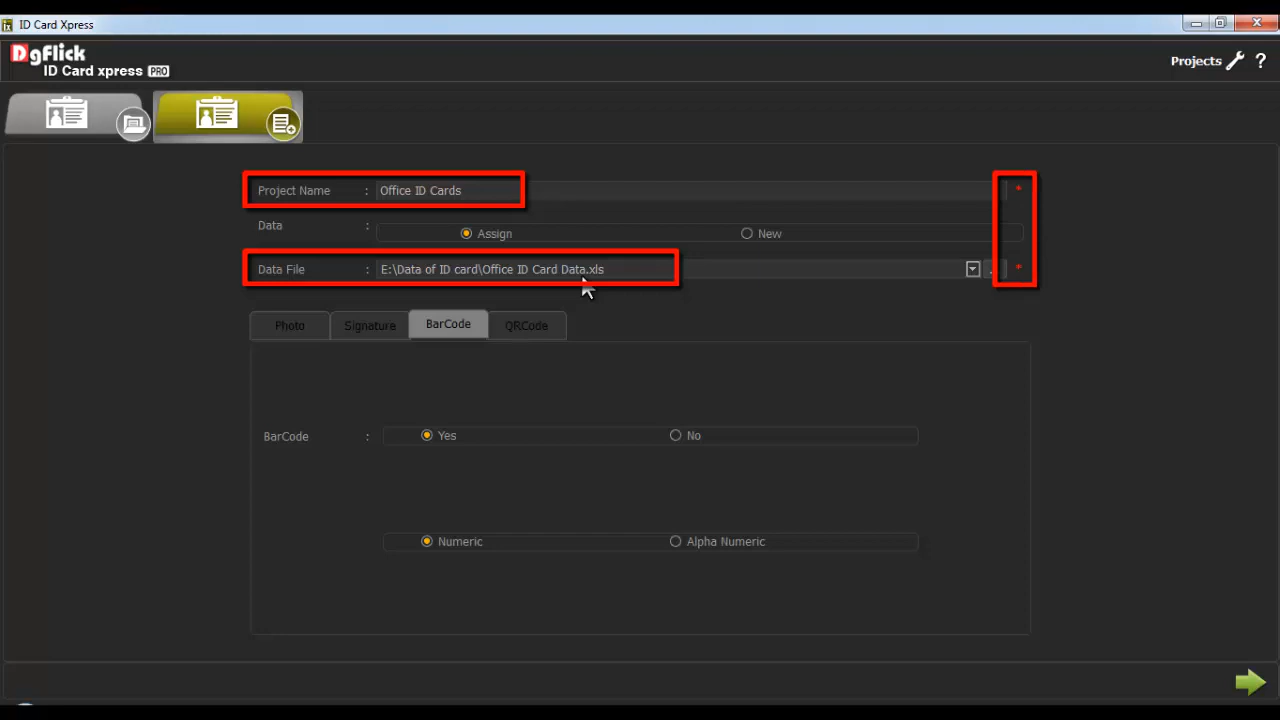 ID Card Xpress
DgFlick
ID Card xpress PRO
Projects ?
Project Name : Office ID Cards *
Data : Assign New
Data File : E:\Data of ID card\Office ID Card Data.xls *
Photo Signature BarCode QRCode
BarCode : Yes No
Numeric Alpha Numeric